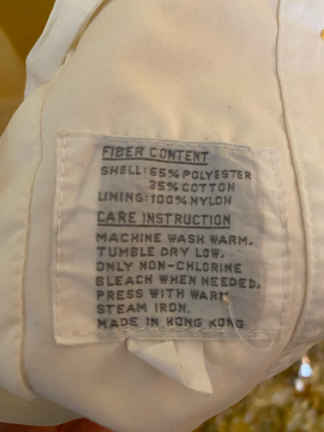 FIBER CONTENT
SHELL: 65% POLYESTER
35% COTTON
LINING: 100% NYLON
CARE INSTRUCTION
MACHINE WASH WARM.
TUMBLE DRY LOW.
ONLY NON-CHLORINE
BLEACH WHEN NEEDED.
PRESS WITH WARM
STEAM IRON.
MADE IN HONG KONG